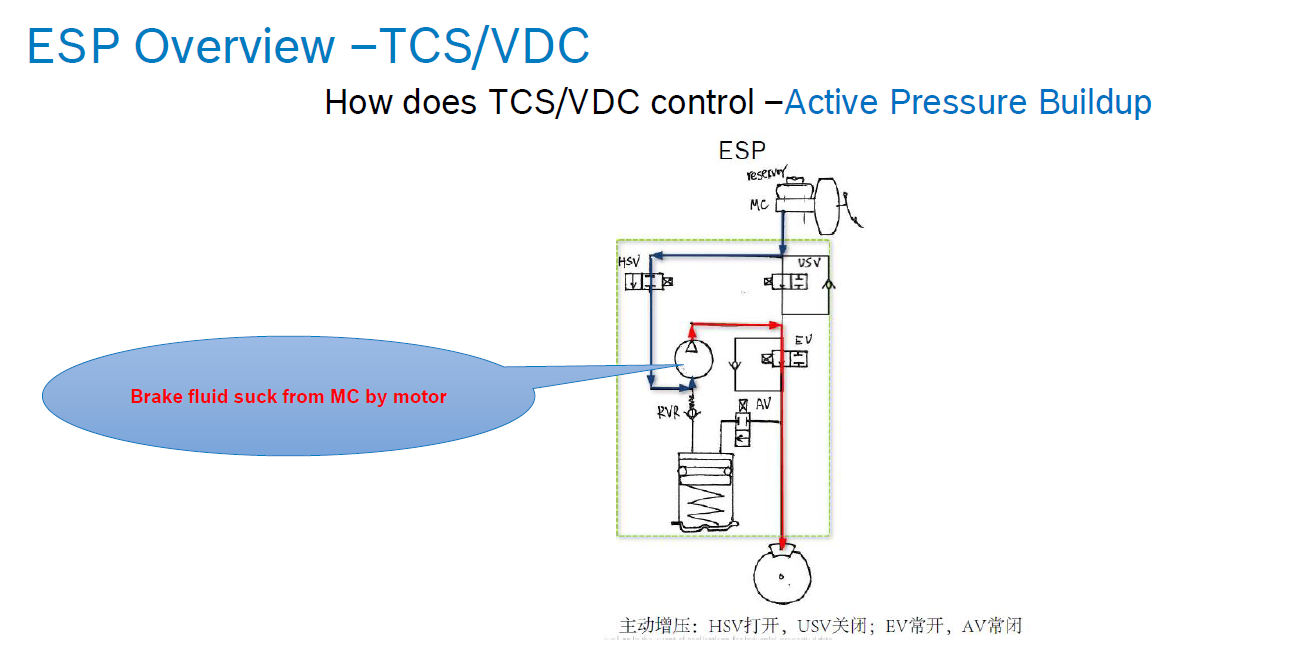 ESP Overview –TCS/VDC
How does TCS/VDC control –Active Pressure Buildup
ESP
reservoir
MC
HSV
USV
EV
Brake fluid suck from MC by motor
AV
RVR
主动增压：HSV打开，USV关闭；EV常开，AV常闭